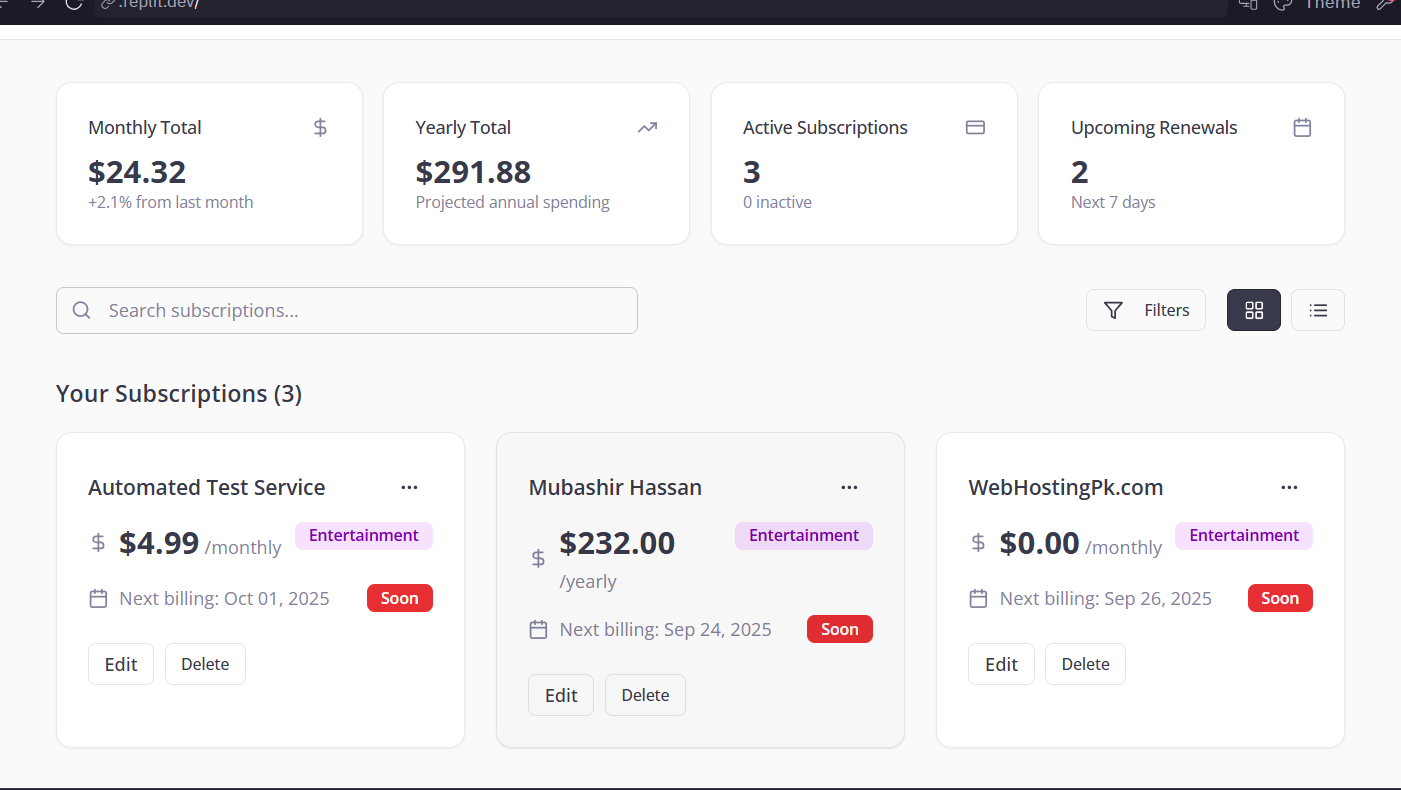 .replit.dev/
Theme
Monthly Total
$24.32
+2.1% from last month
Yearly Total
$291.88
Projected annual spending
Active Subscriptions
3
0 inactive
Upcoming Renewals
2
Next 7 days
Search subscriptions...
Filters
Your Subscriptions (3)
Automated Test Service
$4.99 /monthly
Entertainment
Next billing: Oct 01, 2025
Soon
Edit
Delete
Mubashir Hassan
$232.00
/yearly
Entertainment
Next billing: Sep 24, 2025
Soon
Edit
Delete
WebHostingPk.com
$0.00 /monthly
Entertainment
Next billing: Sep 26, 2025
Soon
Edit
Delete